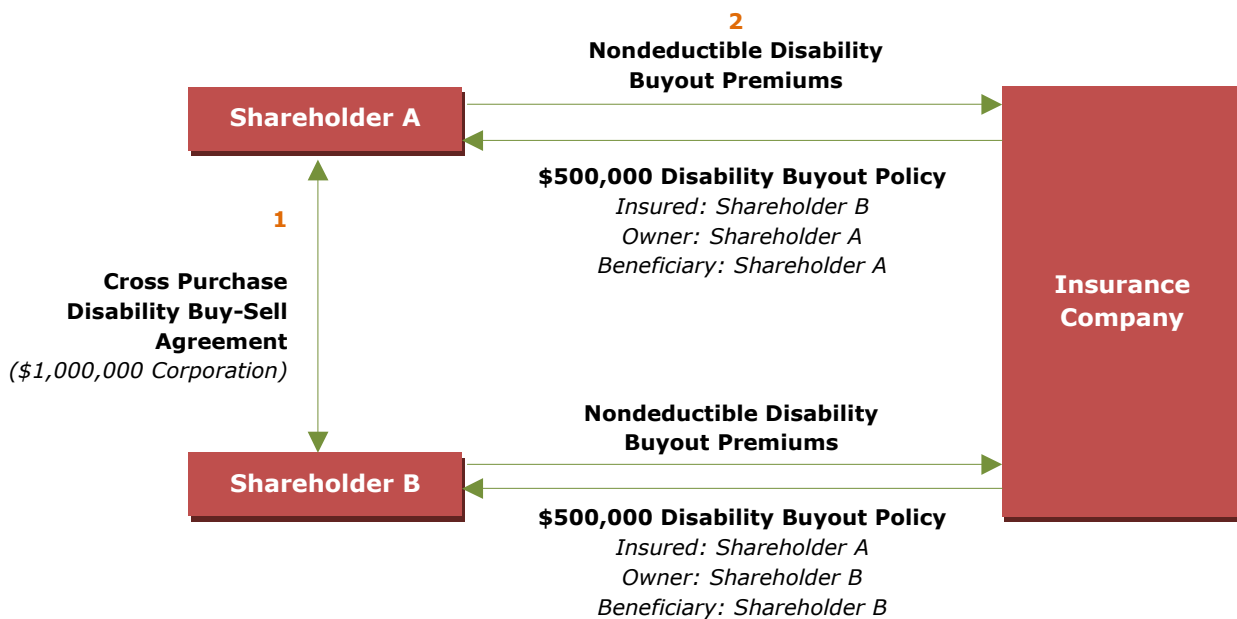 2
Nondeductible Disability
Buyout Premiums
Shareholder A
$500,000 Disability Buyout Policy
Insured: Shareholder B
Owner: Shareholder A
Beneficiary: Shareholder A
1
Cross Purchase
Disability Buy-Sell
Agreement
($1,000,000 Corporation)
Insurance
Company
Nondeductible Disability
Buyout Premiums
Shareholder B
$500,000 Disability Buyout Policy
Insured: Shareholder A
Owner: Shareholder B
Beneficiary: Shareholder B